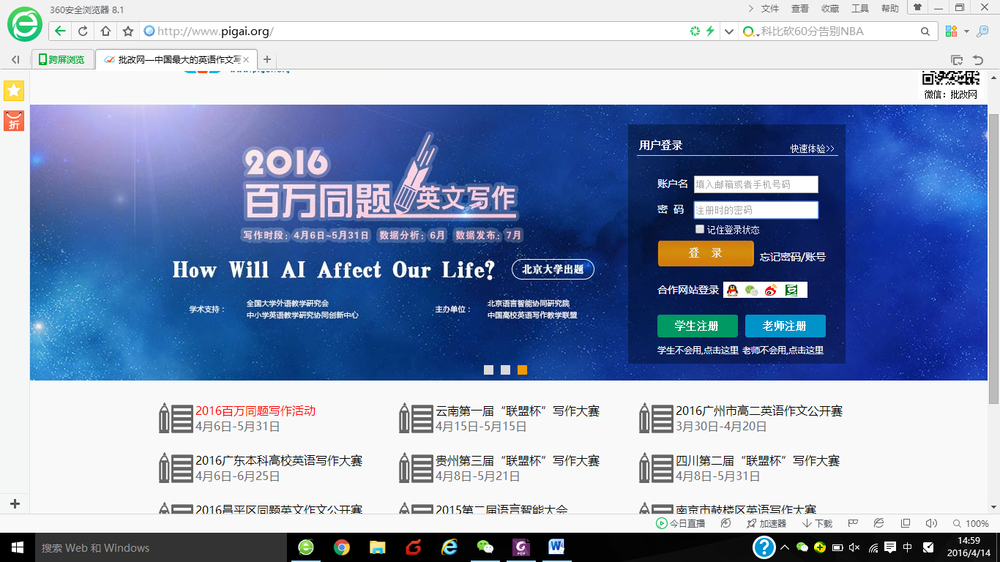 360安全浏览器 8.1
文件 查看 收藏 工具 帮助
http://www.pigai.org/
科比砍60分告别NBA
跨屏浏览
批改网—中国最大的英语作文写
折
微信：批改网
2016
百万同题英文写作
写作时段：4月6日~5月31日 数据分析：6月 数据发布：7月
How Will AI Affect Our Life?
北京大学出题
学术支持：
全国大学外语教学研究会
中小学英语教学研究协同创新中心
主办单位：
北京语言智能协同研究院
中国高校英语写作教学联盟
用户登录
快速体验>>
账户名 填入邮箱或者手机号码
密 码 注册时的密码
记住登录状态
登 录
忘记密码/账号
合作网站登录
学生注册 老师注册
学生不会用,点击这里 老师不会用,点击这里
2016百万同题写作活动
4月6日-5月31日
云南第一届“联盟杯”写作大赛
4月15日-5月15日
2016广州市高二英语作文公开赛
3月30日-4月20日
2016广东本科高校英语写作大赛
4月6日-6月25日
贵州第三届“联盟杯”写作大赛
4月8日-5月21日
四川第二届“联盟杯”写作大赛
4月8日-5月31日
2016昌平区同题英文作文公开赛
2015第二届语言智能大会
南京市鼓楼区英语写作大赛
今日直播
加速器
下载
100%
搜索 Web 和 Windows
中
14:59
2016/4/14